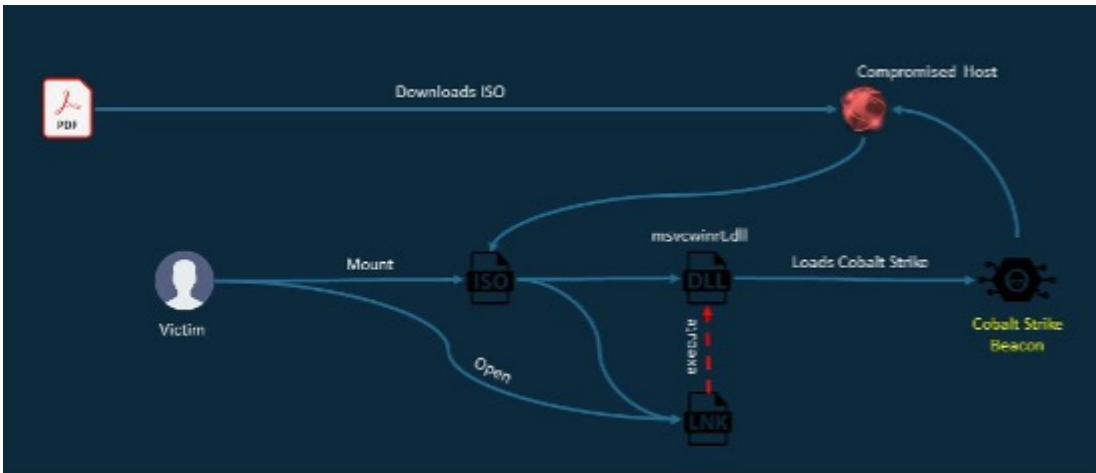 Compromised Host
Downloads ISO
PDF
msvcwinrt.dll
Mount
ISO
DLL
Loads Cobalt Strike
Victim
Cobalt Strike
Beacon
Open
LNK